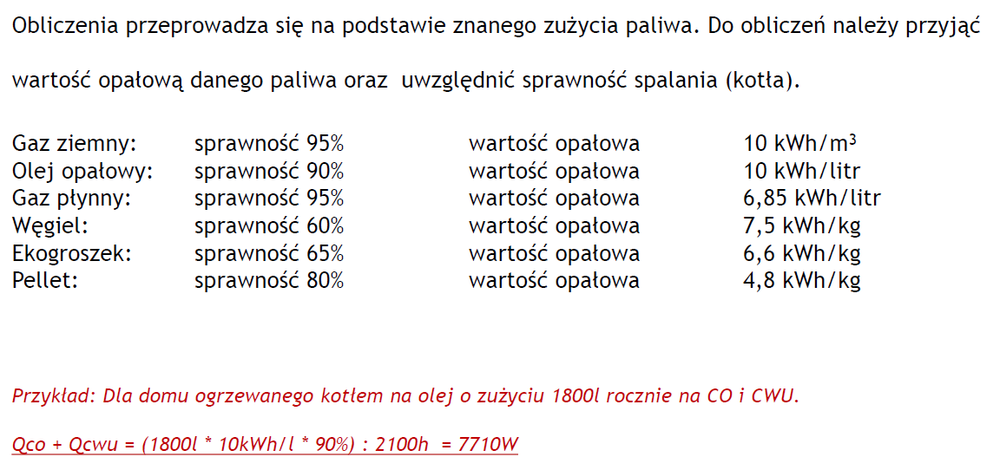 Obliczenia przeprowadza się na podstawie znanego zużycia paliwa. Do obliczeń należy przyjąć
wartość opałową danego paliwa oraz  uwzględnić sprawność spalania (kotła).
Gaz ziemny: sprawność 95% wartość opałowa 10 kWh/m³
Olej opałowy: sprawność 90% wartość opałowa 10 kWh/litr
Gaz płynny: sprawność 95% wartość opałowa 6,85 kWh/litr
Węgiel: sprawność 60% wartość opałowa 7,5 kWh/kg
Ekogroszek: sprawność 65% wartość opałowa 6,6 kWh/kg
Pellet: sprawność 80% wartość opałowa 4,8 kWh/kg
Przykład: Dla domu ogrzewanego kotłem na olej o zużyciu 1800l rocznie na CO i CWU.
Qco + Qcwu = (1800l * 10kWh/l * 90%) : 2100h  = 7710W